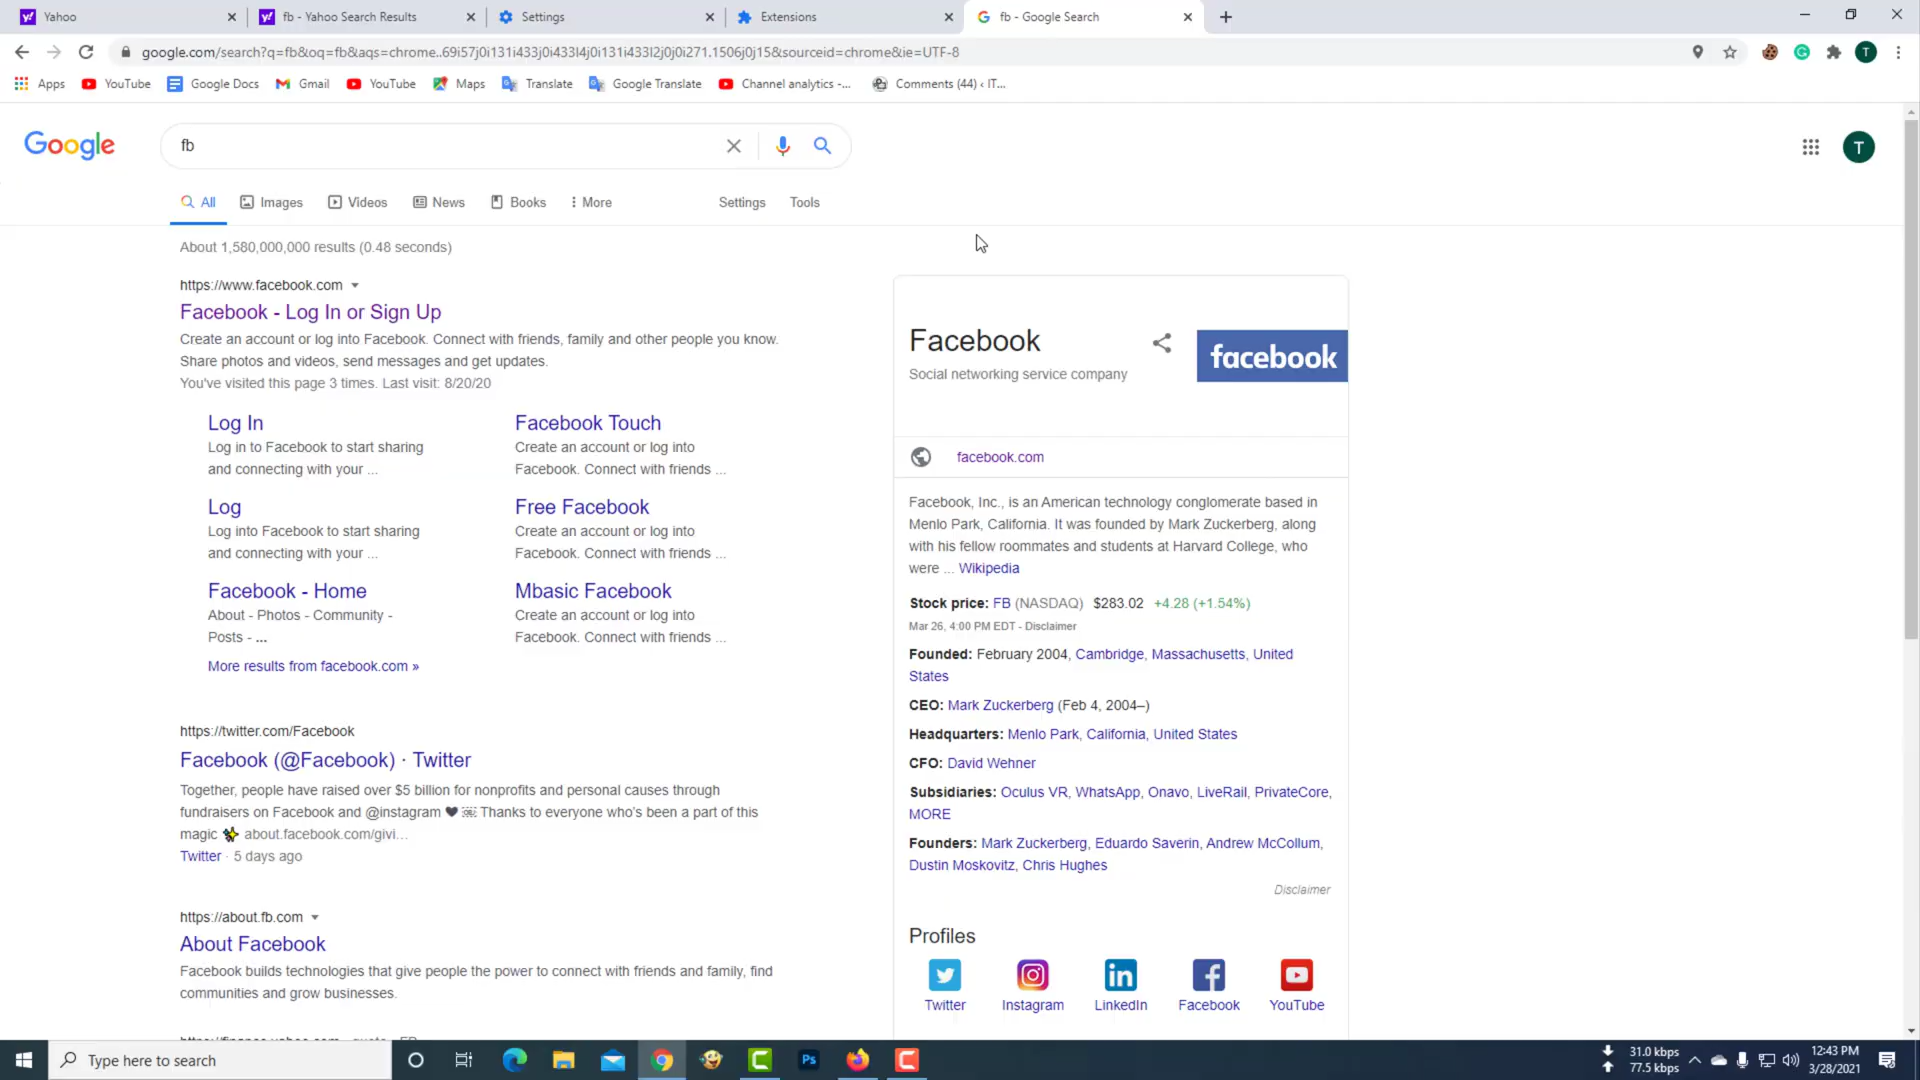 Yahoo
fb - Yahoo Search Results
Settings
Extensions
fb - Google Search
google.com/search?q=fb&oq=fb&aqs=chrome..69i57j0i131i433j0i433l4j0i131i433l2j0j0i271.1506j0j15&sourceid=chrome&ie=UTF-8
T
Apps
YouTube
Google Docs
Gmail
YouTube
Maps
Translate
Google Translate
Channel analytics -...
Comments (44) ‹ IT...
Google
fb
T
All
Images
Videos
News
Books
More
Settings
Tools
About 1,580,000,000 results (0.48 seconds)
https://www.facebook.com
Facebook - Log In or Sign Up
Create an account or log into Facebook. Connect with friends, family and other people you know.
Share photos and videos, send messages and get updates.
You've visited this page 3 times. Last visit: 8/20/20
Log In
Log in to Facebook to start sharing
and connecting with your ...
Facebook Touch
Create an account or log into
Facebook. Connect with friends ...
Log
Log into Facebook to start sharing
and connecting with your ...
Free Facebook
Create an account or log into
Facebook. Connect with friends ...
Facebook - Home
About - Photos - Community -
Posts - ...
Mbasic Facebook
Create an account or log into
Facebook. Connect with friends ...
More results from facebook.com »
https://twitter.com/Facebook
Facebook (@Facebook) · Twitter
Together, people have raised over $5 billion for nonprofits and personal causes through
fundraisers on Facebook and @instagram ❤ Thanks to everyone who's been a part of this
magic ✨ about.facebook.com/givi...
Twitter · 5 days ago
https://about.fb.com
About Facebook
Facebook builds technologies that give people the power to connect with friends and family, find
communities and grow businesses.
Facebook
Social networking service company
facebook
facebook.com
Facebook, Inc., is an American technology conglomerate based in
Menlo Park, California. It was founded by Mark Zuckerberg, along
with his fellow roommates and students at Harvard College, who
were ... Wikipedia
Stock price: FB (NASDAQ) $283.02 +4.28 (+1.54%)
Mar 26, 4:00 PM EDT - Disclaimer
Founded: February 2004, Cambridge, Massachusetts, United
States
CEO: Mark Zuckerberg (Feb 4, 2004–)
Headquarters: Menlo Park, California, United States
CFO: David Wehner
Subsidiaries: Oculus VR, WhatsApp, Onavo, LiveRail, PrivateCore,
MORE
Founders: Mark Zuckerberg, Eduardo Saverin, Andrew McCollum,
Dustin Moskovitz, Chris Hughes
Disclaimer
Profiles
Twitter
Instagram
LinkedIn
Facebook
YouTube
Type here to search
Ps
31.0 kbps
77.5 kbps
12:43 PM
3/28/2021